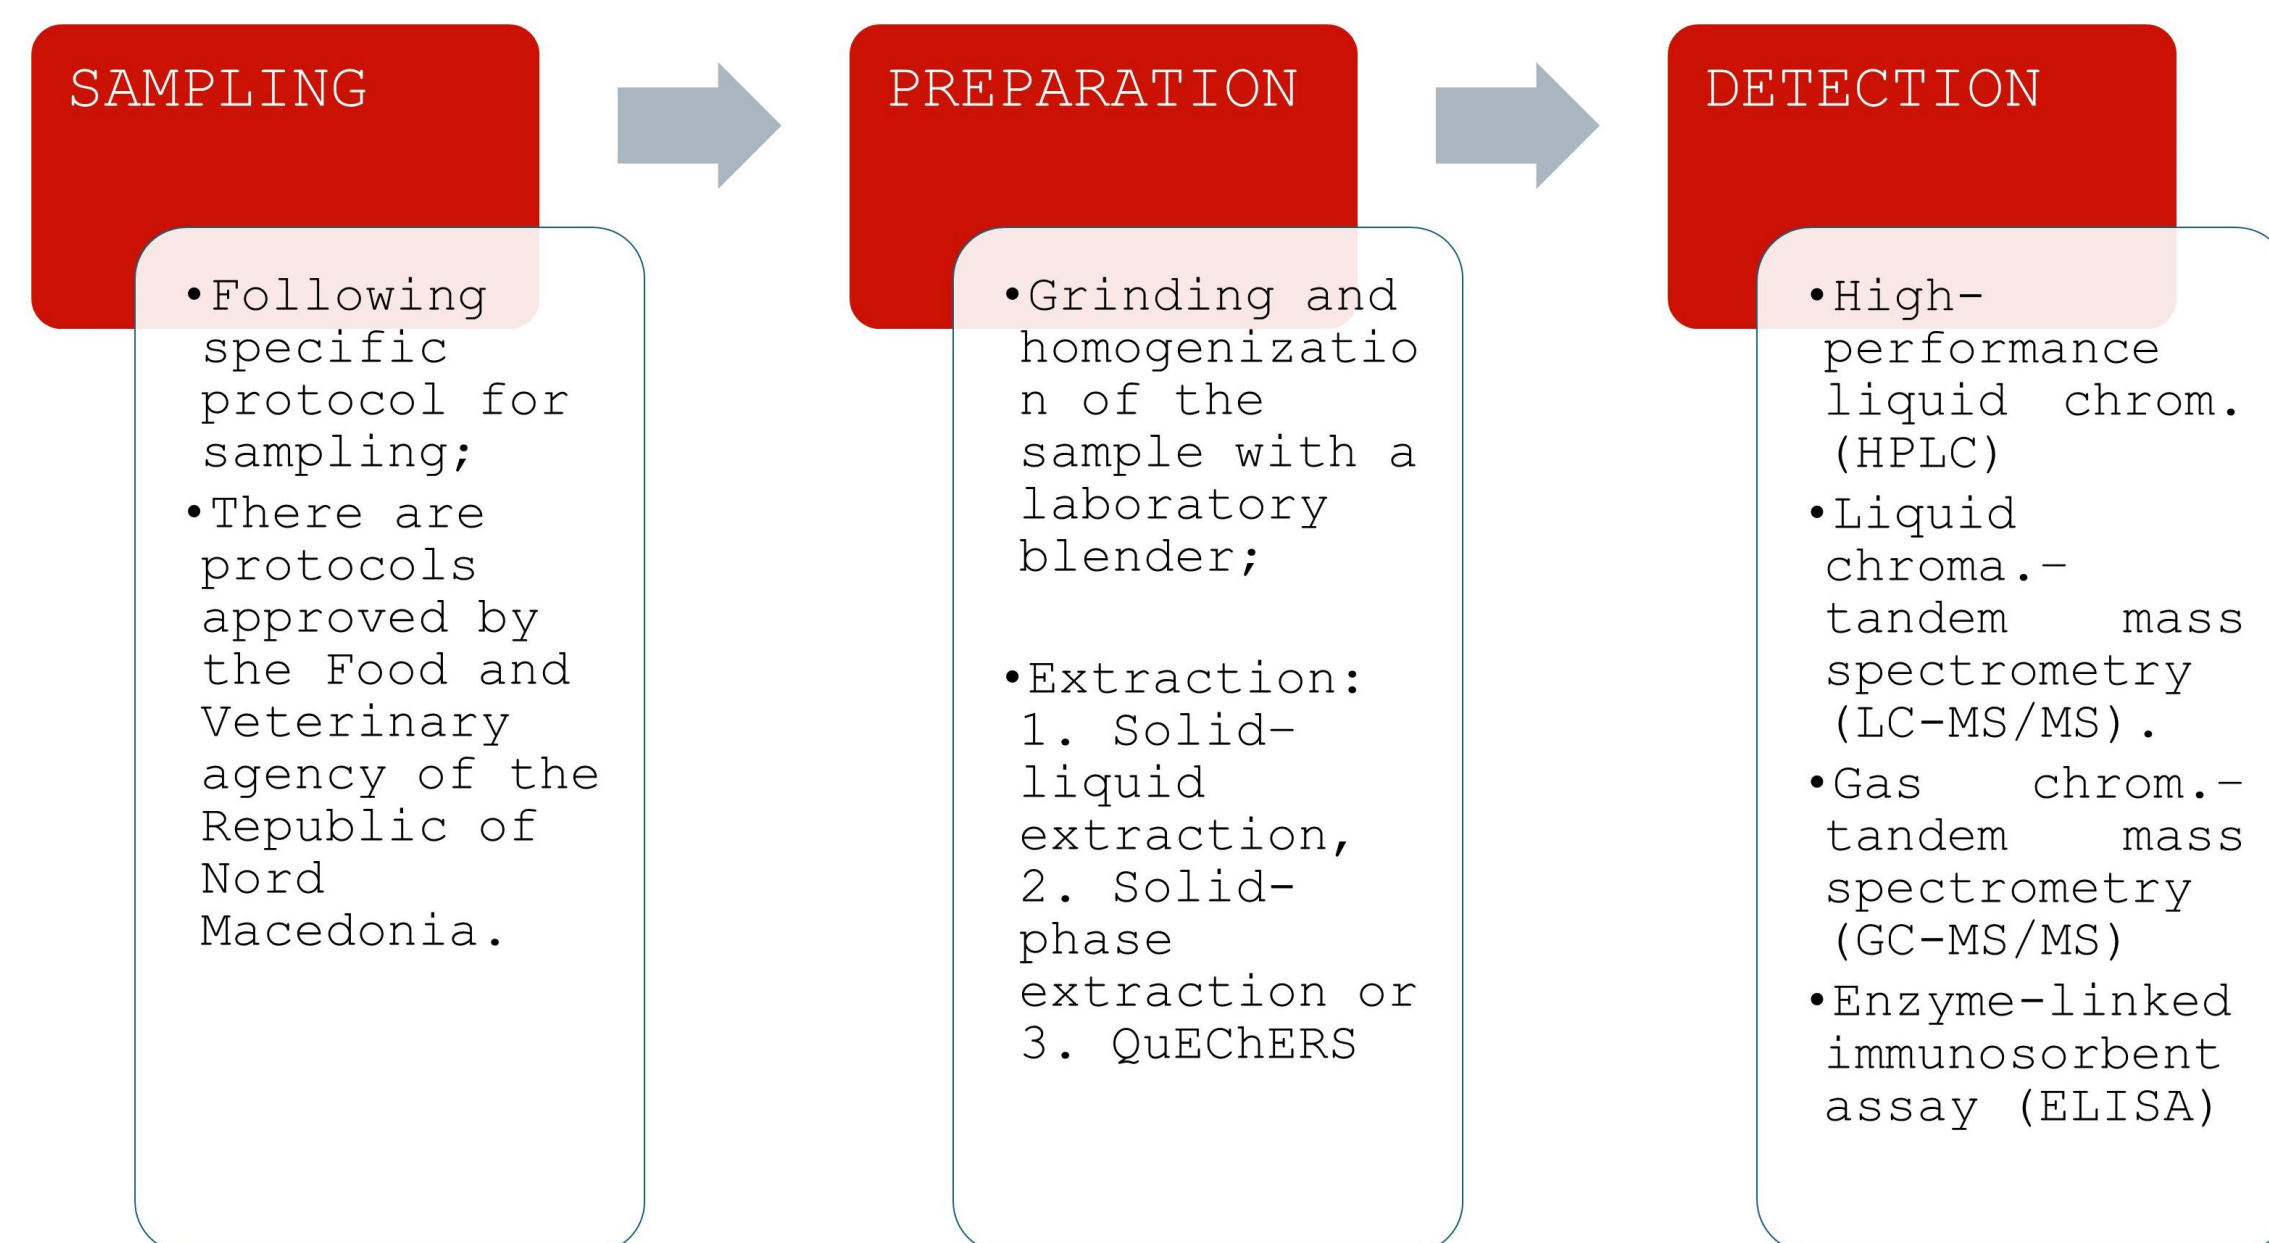 SAMPLING
•Following
specific
protocol for
sampling;
•There are
protocols
approved by
the Food and
Veterinary
agency of the
Republic of
Nord
Macedonia.
PREPARATION
•Grinding and
homogenizatio
n of the
sample with a
laboratory
blender;
•Extraction:
1. Solid–
liquid
extraction,
2. Solid-
phase
extraction or
3. QuEChERS
DETECTION
•High-
performance
liquid chrom.
(HPLC)
•Liquid
chroma.–
tandem mass
spectrometry
(LC-MS/MS).
•Gas chrom.–
tandem mass
spectrometry
(GC-MS/MS)
•Enzyme-linked
immunosorbent
assay (ELISA)